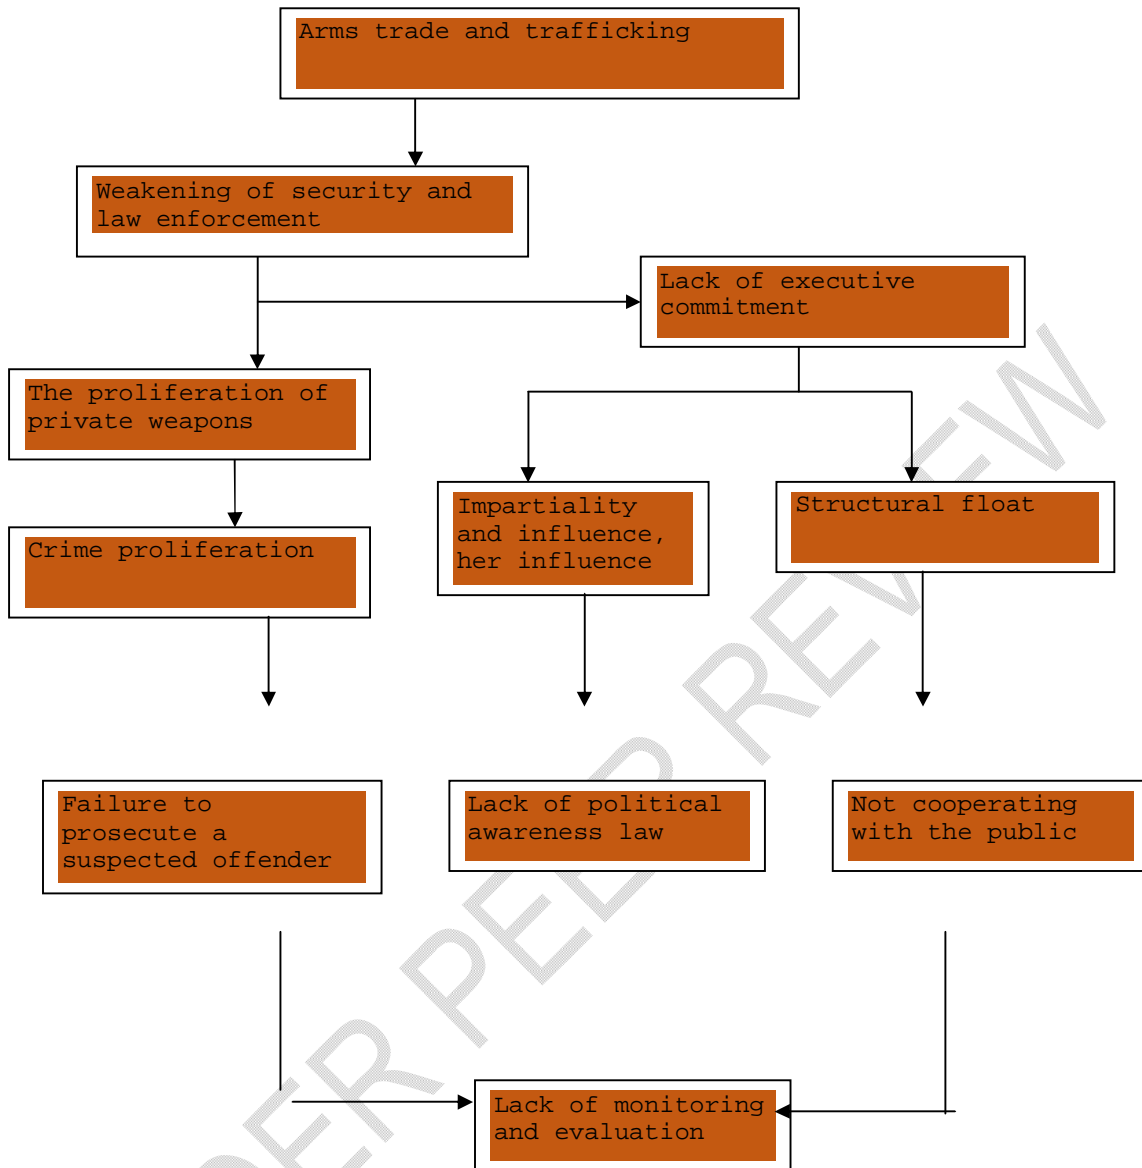 Arms trade and trafficking
Weakening of security and
law enforcement
Lack of executive
commitment
The proliferation of
private weapons
Impartiality
and influence,
her influence
Structural float
Crime proliferation
Failure to
prosecute a
suspected offender
Lack of political
awareness law
Not cooperating
with the public
Lack of monitoring
and evaluation
PER PEER REVIEW